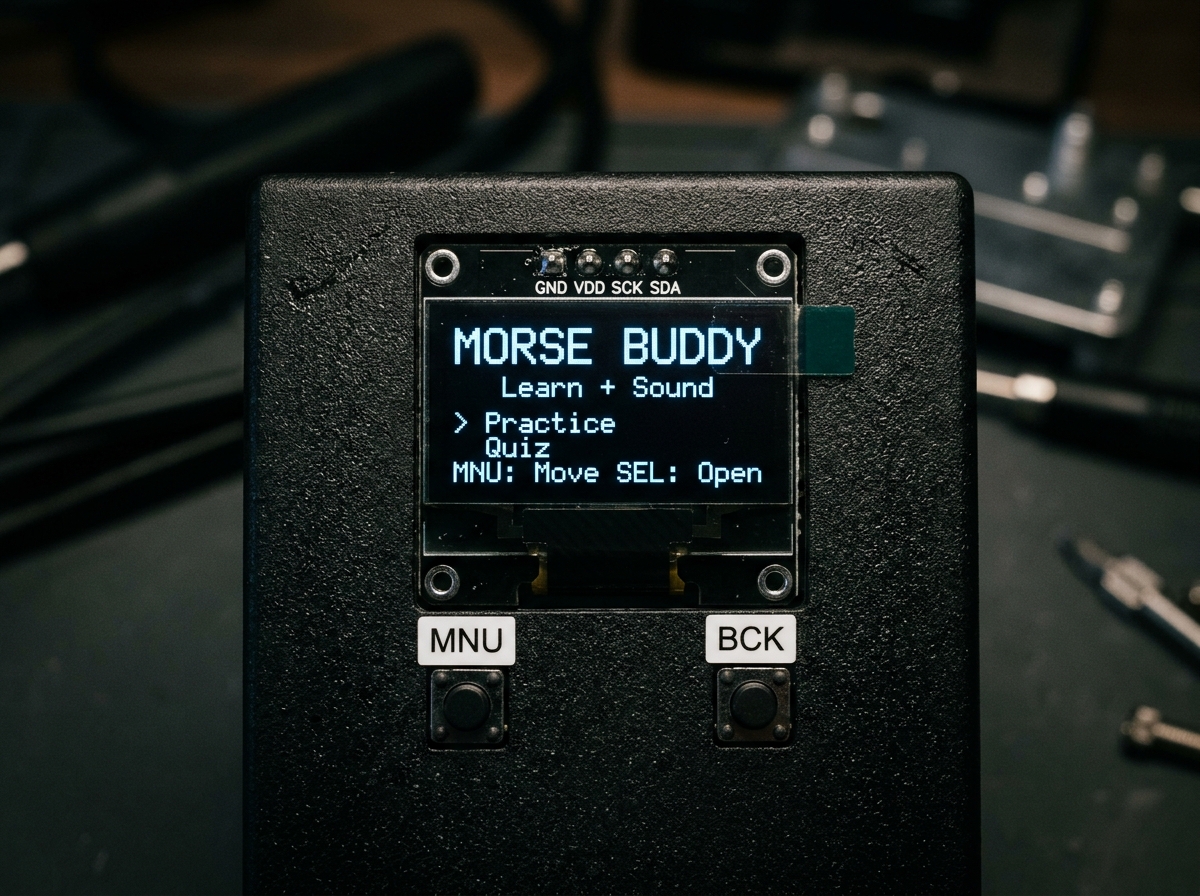 GND VDD SCK SDA
MORSE BUDDY
Learn + Sound
> Practice
Quiz
MNU: Move SEL: Open
MNU BCK